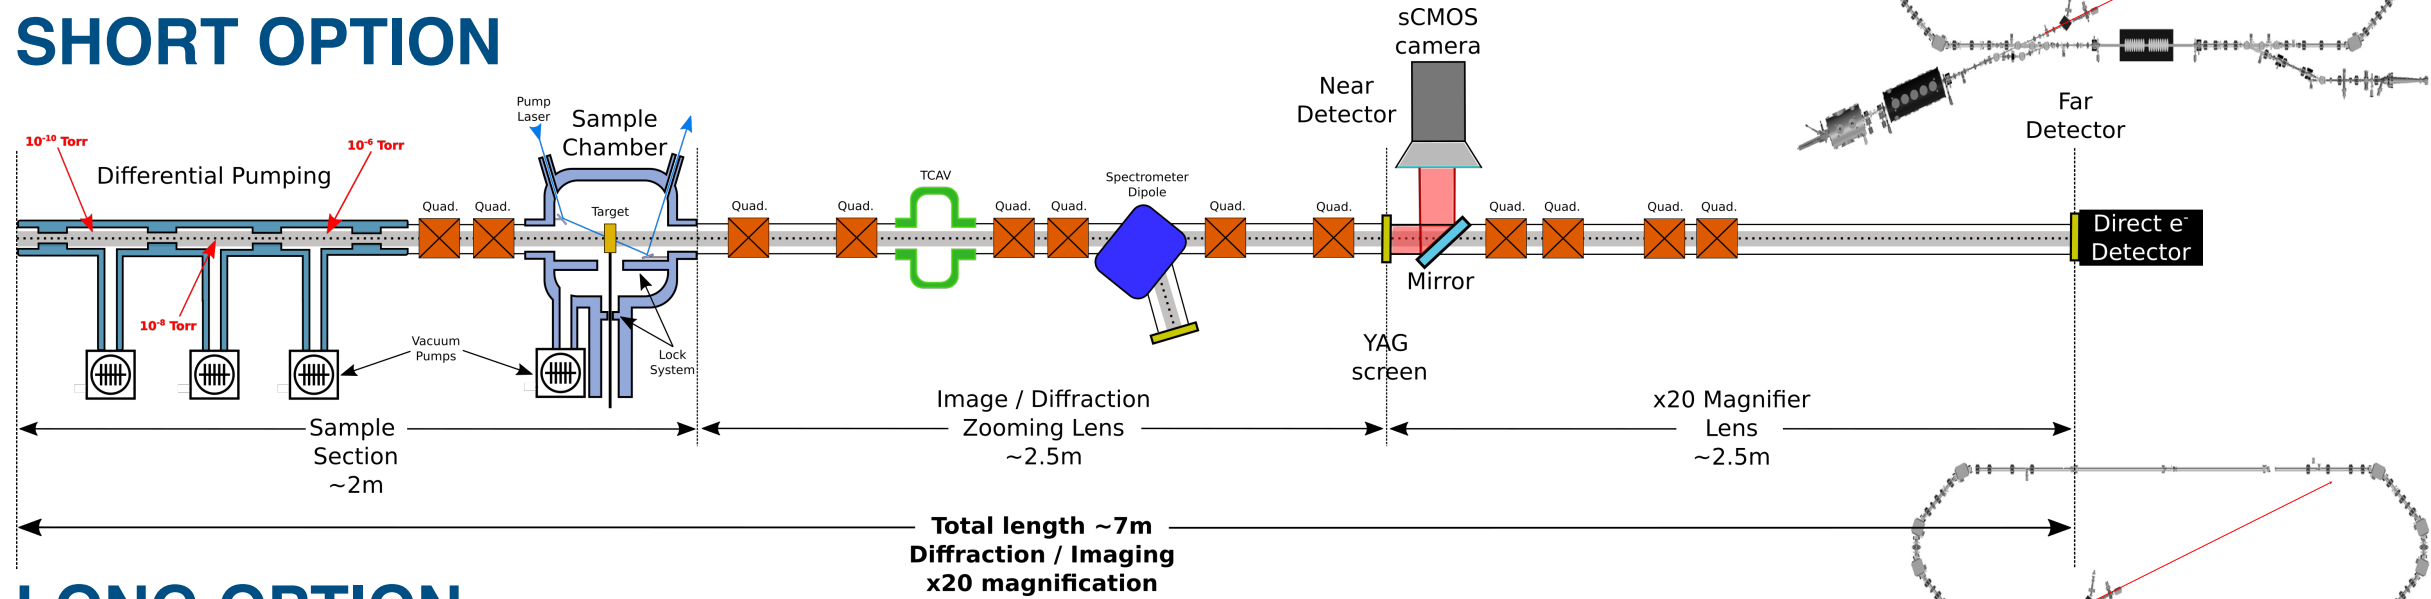 SHORT OPTION
sCMOS
camera
Near
Detector
Far
Detector
Pump
Laser
Sample
Chamber
10⁻¹⁰ Torr
10⁻⁶ Torr
Differential Pumping
TCAV
Spectrometer
Dipole
Quad.
Quad.
Target
Quad.
Quad.
Quad.
Quad.
Quad.
Quad.
Quad.
Quad.
Quad.
Quad.
Direct e⁻
Detector
Mirror
10⁻⁸ Torr
Vacuum
Pumps
Lock
System
YAG
screen
Sample
Section
~2m
Image / Diffraction
Zooming Lens
~2.5m
x20 Magnifier
Lens
~2.5m
Total length ~7m
Diffraction / Imaging
x20 magnification
LONG OPTION